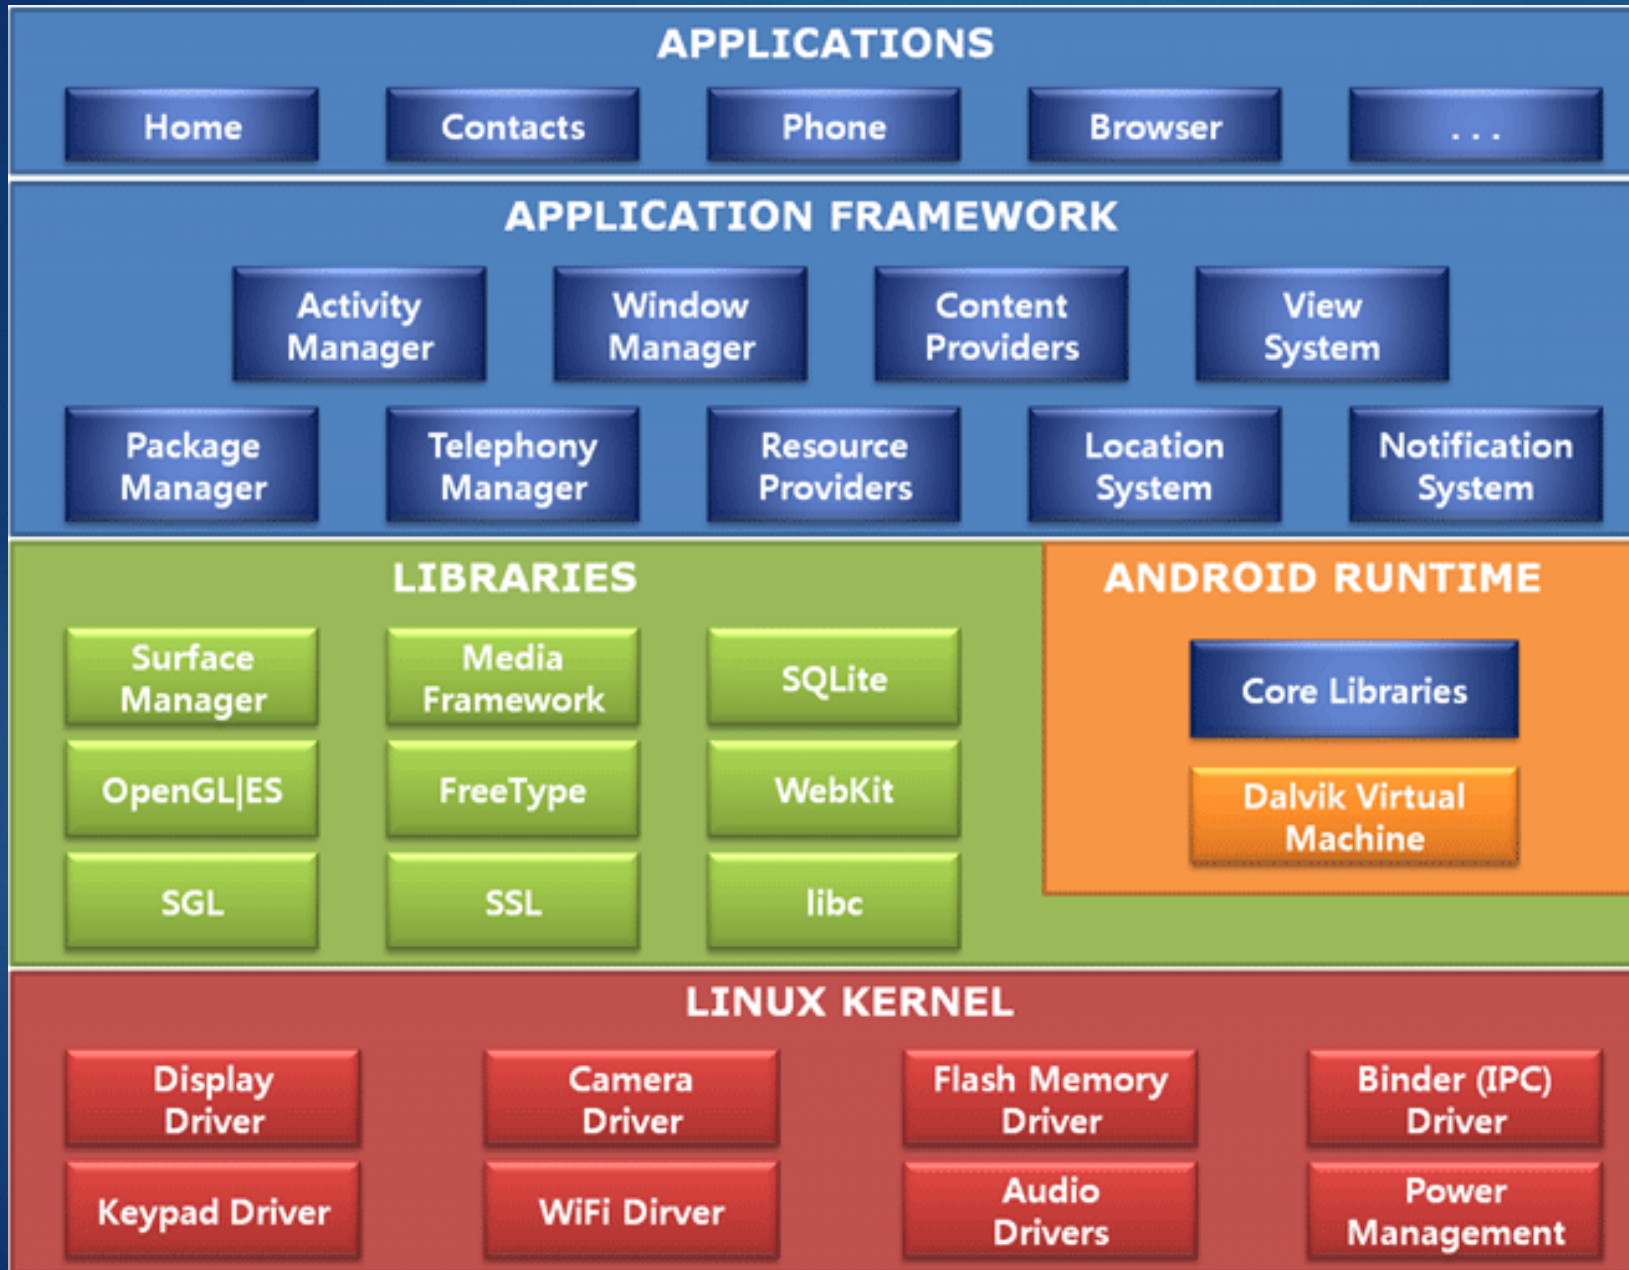 APPLICATIONS
Home
Contacts
Phone
Browser
. . .
APPLICATION FRAMEWORK
Activity
Manager
Window
Manager
Content
Providers
View
System
Package
Manager
Telephony
Manager
Resource
Providers
Location
System
Notification
System
LIBRARIES
Surface
Manager
Media
Framework
SQLite
OpenGL|ES
FreeType
WebKit
SGL
SSL
libc
ANDROID RUNTIME
Core Libraries
Dalvik Virtual
Machine
LINUX KERNEL
Display
Driver
Camera
Driver
Flash Memory
Driver
Binder (IPC)
Driver
Keypad Driver
WiFi Dirver
Audio
Drivers
Power
Management